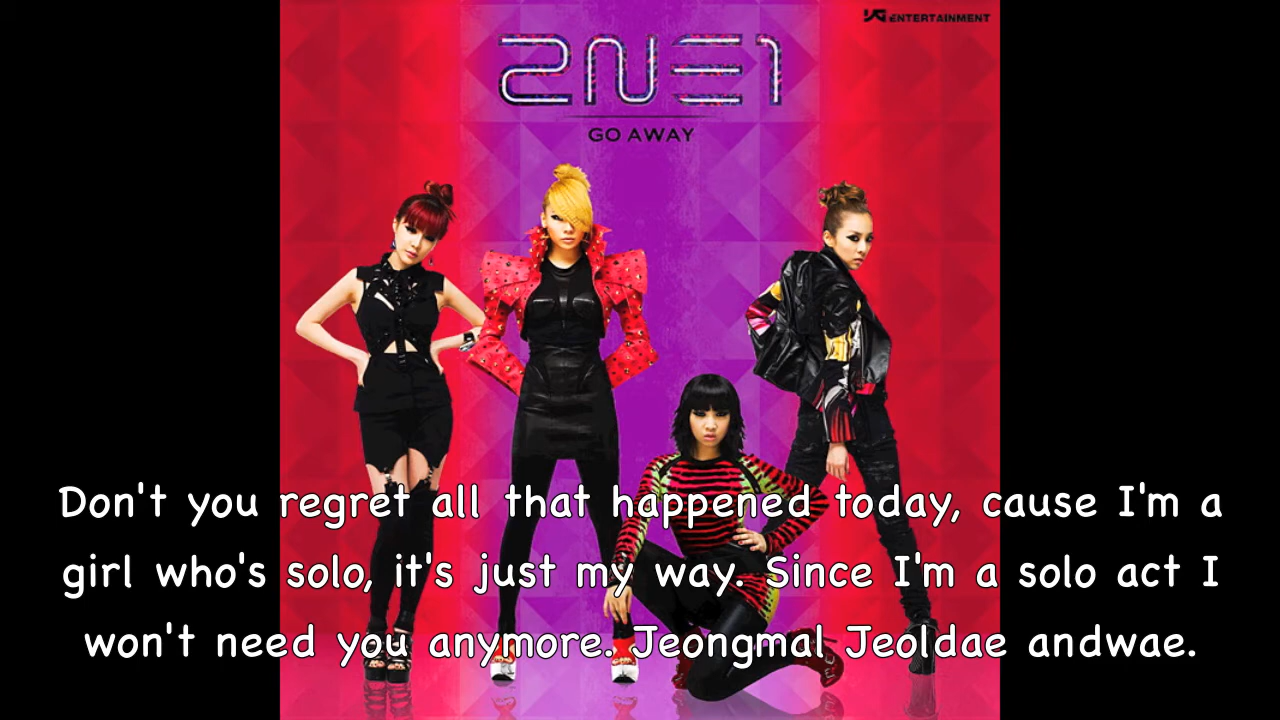 YG ENTERTAINMENT
2NE1
GO AWAY
Don't you regret all that happened today, cause I'm a
girl who's solo, it's just my way. Since I'm a solo act I
won't need you anymore. Jeongmal Jeoldae andwae.